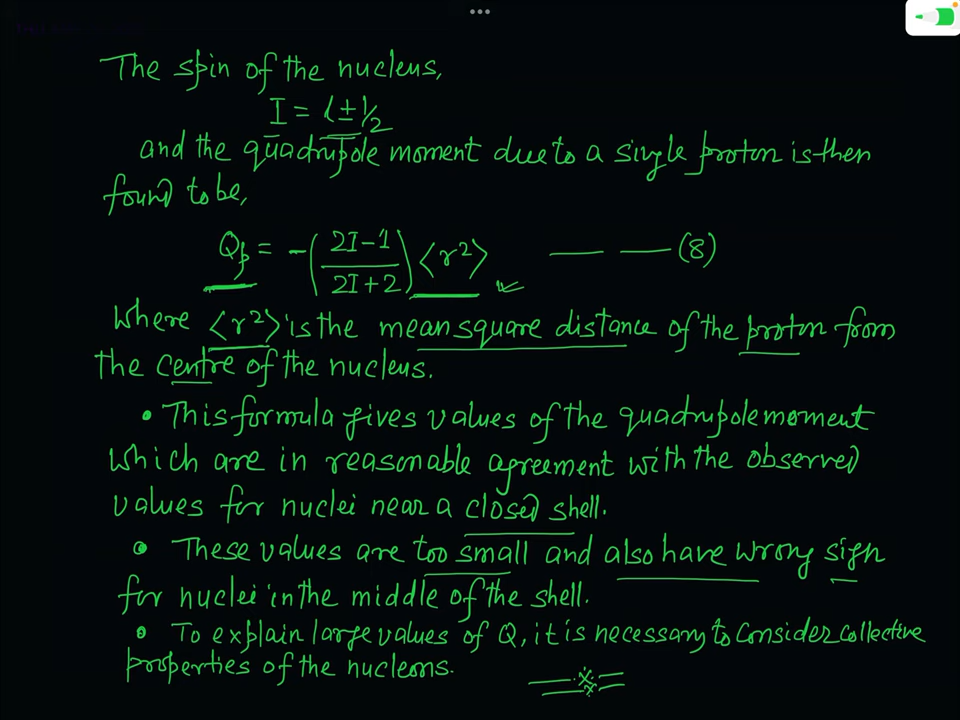 The spin of the nucleus,
I = l ± 1/2
and the quadrupole moment due to a single proton is then
found to be,
Qp = -((2I-1)/(2I+2)) ⟨r²⟩ —— —— (8)
Where ⟨r²⟩ is the mean square distance of the proton from
the centre of the nucleus.
• This formula gives values of the quadrupole moment
which are in reasonable agreement with the observed
values for nuclei near a closed shell.
• These values are too small and also have wrong sign
for nuclei in the middle of the shell.
• To explain large values of Q, it is necessary to consider collective
properties of the nucleons.